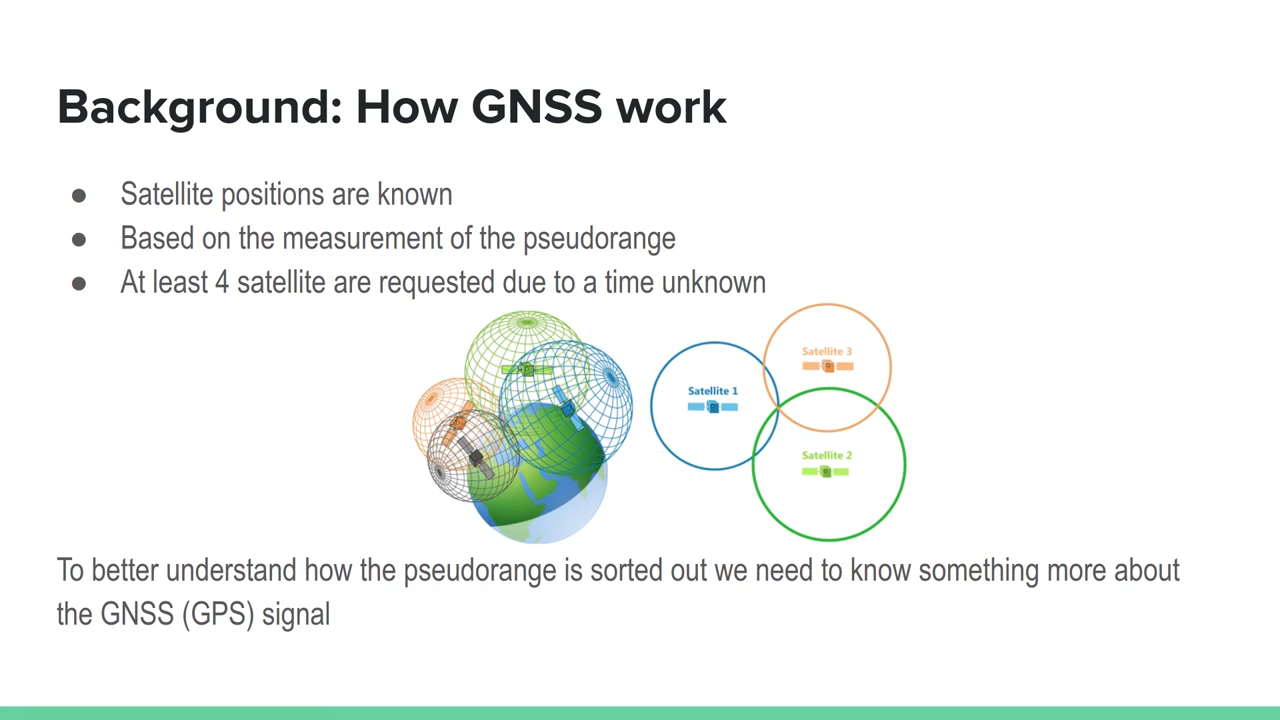 Background: How GNSS work
● Satellite positions are known
● Based on the measurement of the pseudorange
● At least 4 satellite are requested due to a time unknown
Satellite 3
Satellite 1
Satellite 2
To better understand how the pseudorange is sorted out we need to know something more about
the GNSS (GPS) signal